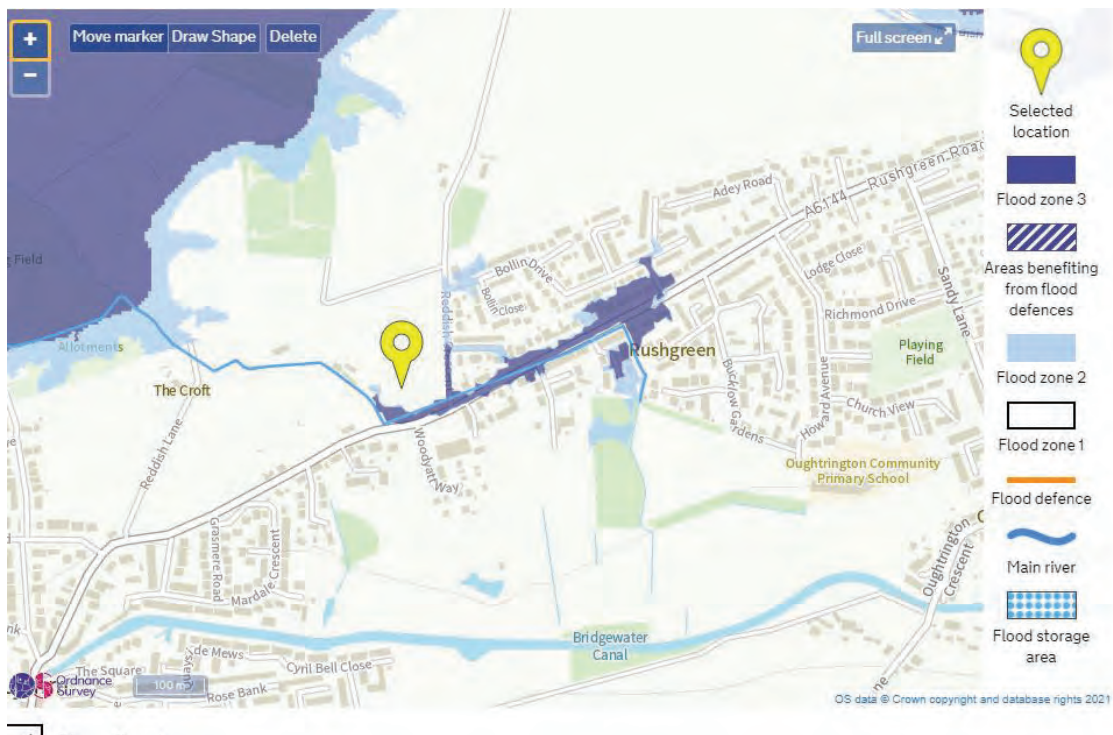 +
−
Move marker
Draw Shape
Delete
Full screen
Adey Road
A6144
Rushgreen Road
Bollin Drive
Bollin Close
Reddish
Lodge Close
Richmond Drive
Sandy Lane
Field
Allotments
The Croft
Rushgreen
Playing
Field
Bucklow Gardens
Howard Avenue
Church View
Reddish Lane
Woodyatt Way
Oughtrington Community
Primary School
Grasmere Road
Mardale Crescent
Oughtrington
Crescent
Bridgewater
Canal
The Square
de Mews
Cyril Bell Close
Rose Bank
Ordnance
Survey
100 m
Selected
location
Flood zone 3
Areas benefiting
from flood
defences
Flood zone 2
Flood zone 1
Flood defence
Main river
Flood storage
area
OS data © Crown copyright and database rights 2021